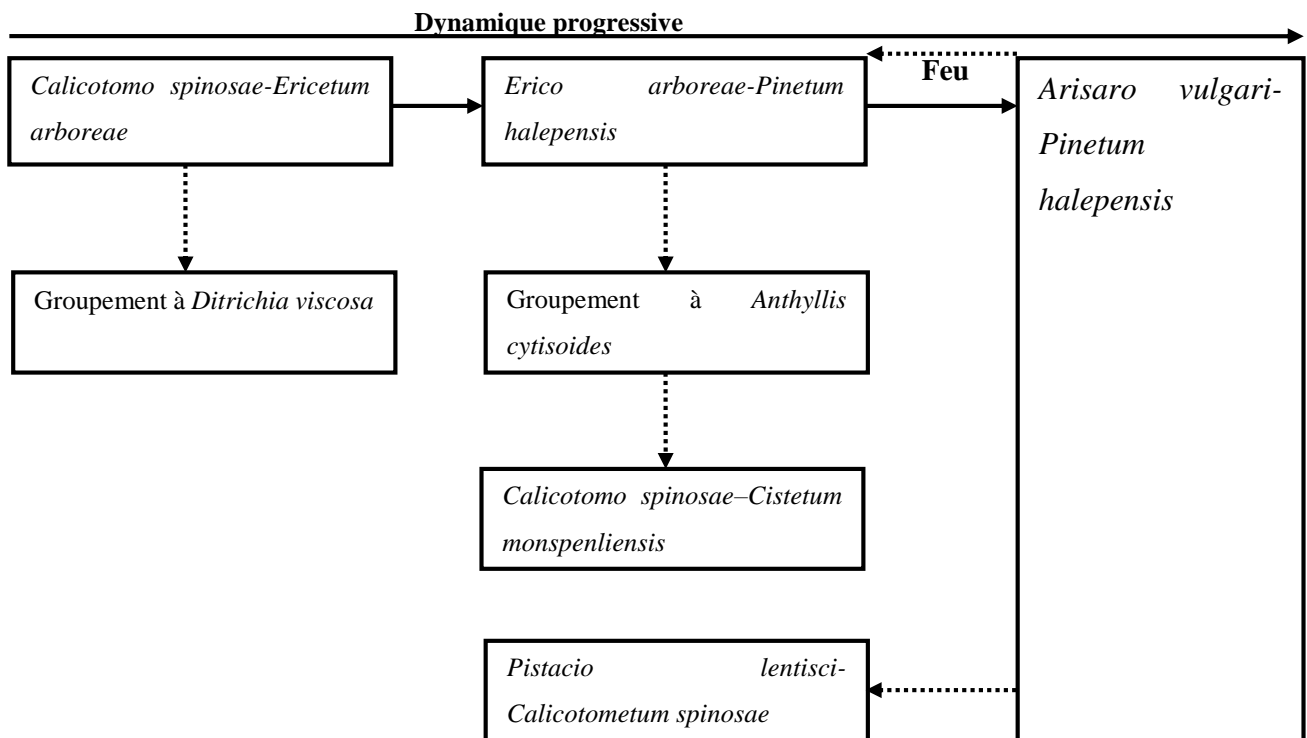 Dynamique progressive
Calicotomo spinosae-Ericetum
arboreae
Erico arboreae-Pinetum
halepensis
Feu
Arisaro vulgari-
Pinetum
halepensis
Groupement à Ditrichia viscosa
Groupement à Anthyllis
cytisoides
Calicotomo spinosae–Cistetum
monspenliensis
Pistacio lentisci-
Calicotometum spinosae